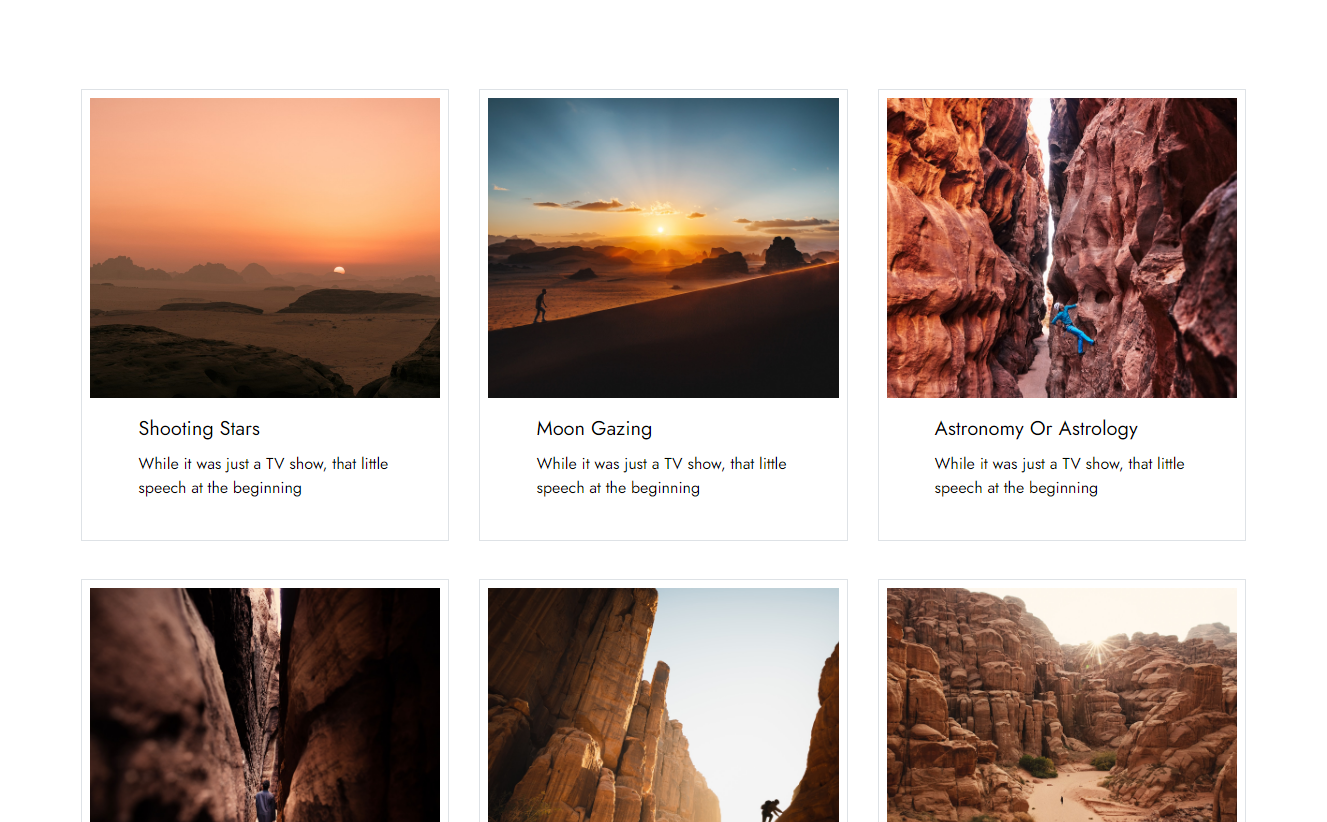 Shooting Stars
While it was just a TV show, that little
speech at the beginning
Moon Gazing
While it was just a TV show, that little
speech at the beginning
Astronomy Or Astrology
While it was just a TV show, that little
speech at the beginning